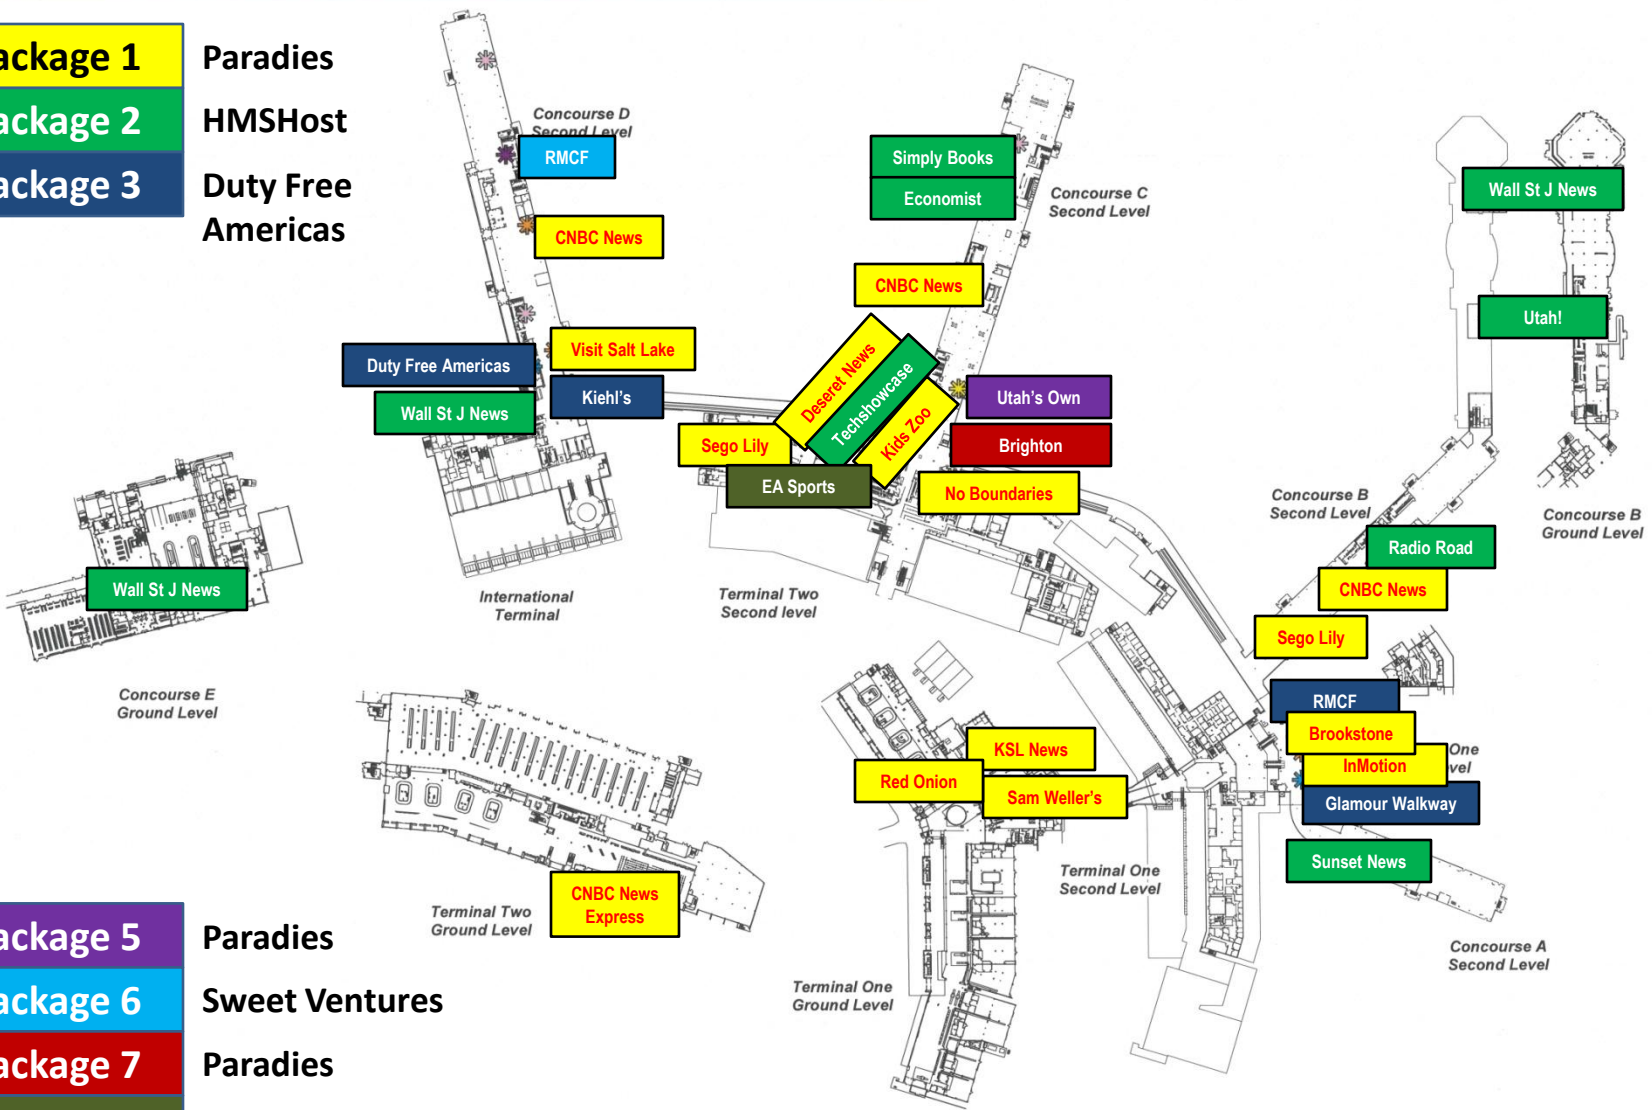 ackage 1
Paradies
ackage 2
HMSHost
ackage 3
Duty Free
Americas
Concourse D
Second Level
RMCF
CNBC News
Visit Salt Lake
Duty Free Americas
Kiehl's
Wall St J News
International
Terminal
Simply Books
Economist
Concourse C
Second Level
CNBC News
Deseret News
Techshowcase
Kids Zoo
Utah's Own
Sego Lily
Brighton
EA Sports
No Boundaries
Terminal Two
Second level
Wall St J News
Utah!
Concourse B
Second Level
Concourse B
Ground Level
Radio Road
CNBC News
Sego Lily
Wall St J News
Concourse E
Ground Level
RMCF
Brookstone
One
vel
InMotion
Glamour Walkway
Sunset News
Concourse A
Second Level
KSL News
Red Onion
Sam Weller's
Terminal One
Second Level
Terminal One
Ground Level
CNBC News
Express
Terminal Two
Ground Level
ackage 5
Paradies
ackage 6
Sweet Ventures
ackage 7
Paradies